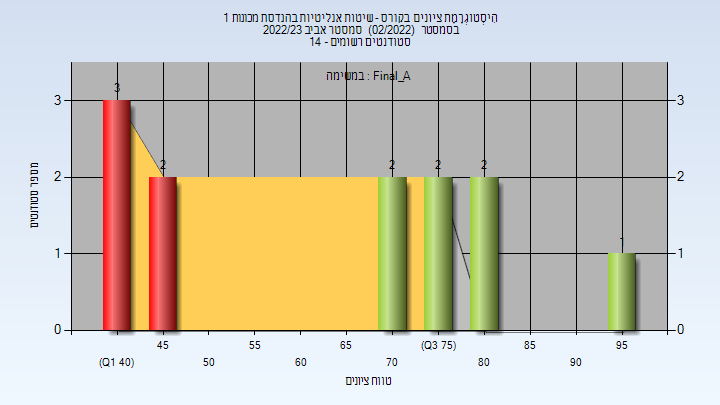 היסטוגרמת ציונים בקורס - שיטות אנליטיות בהנדסת מכונות 1
בסמסטר (02/2022) סמסטר אביב 2022/23
סטודנטים רשומים - 14
במשימה : Final_A
3 2 2 2 2 1
3 3
2 2
1 1
0 0
מספר סטודנטים
45 55 65 (Q3 75) 85 95
(Q1 40) 50 60 70 80 90
טווח ציונים